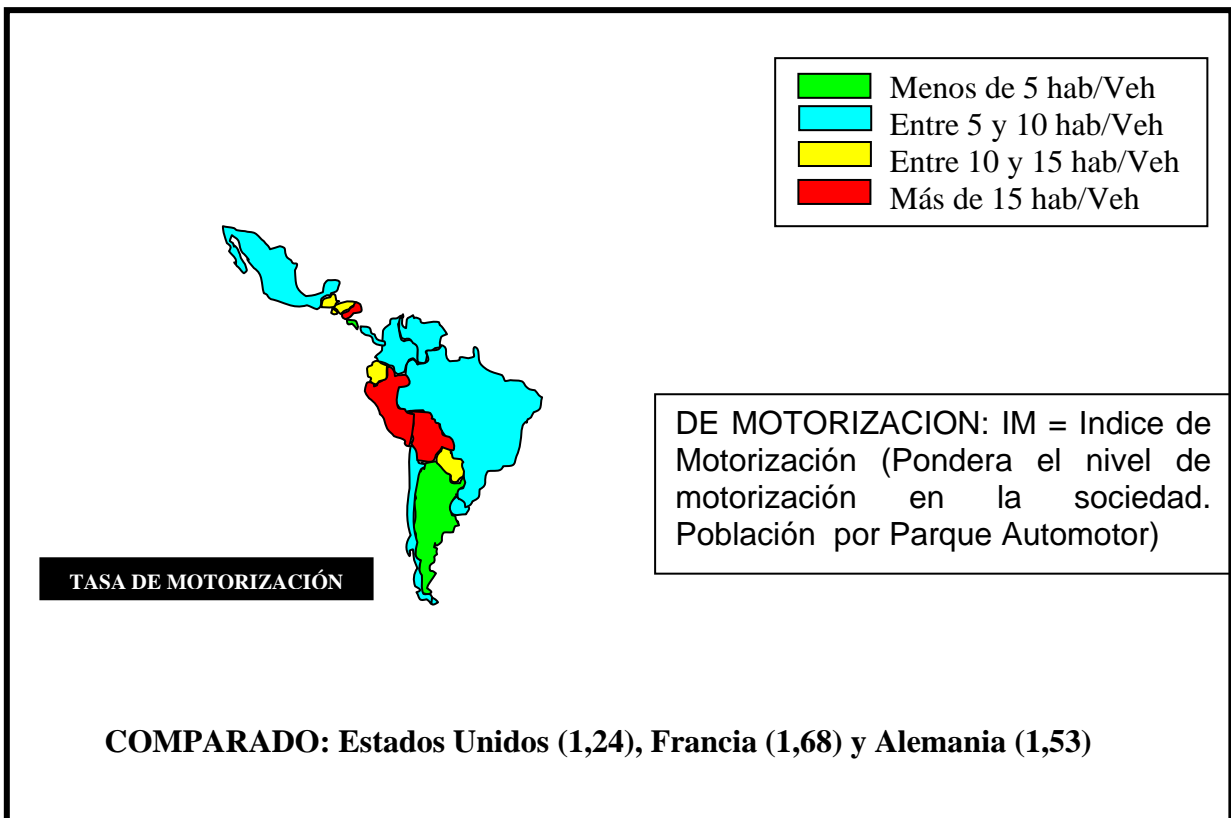 Menos de 5 hab/Veh
Entre 5 y 10 hab/Veh
Entre 10 y 15 hab/Veh
Más de 15 hab/Veh
DE MOTORIZACION: IM = Indice de
Motorización (Pondera el nivel de
motorización en la sociedad.
Población por Parque Automotor)
TASA DE MOTORIZACIÓN
COMPARADO: Estados Unidos (1,24), Francia (1,68) y Alemania (1,53)